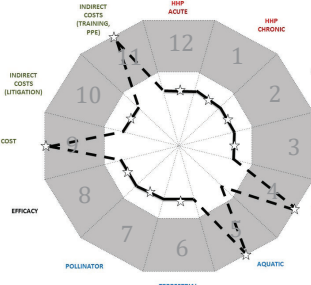 INDIRECT
COSTS
(TRAINING,
PPE)
HHP
ACUTE
HHP
CHRONIC
INDIRECT
COSTS
(LITIGATION)
COST
EFFICACY
POLLINATOR
AQUATIC
12
1
2
3
4
5
6
7
8
9
10
11